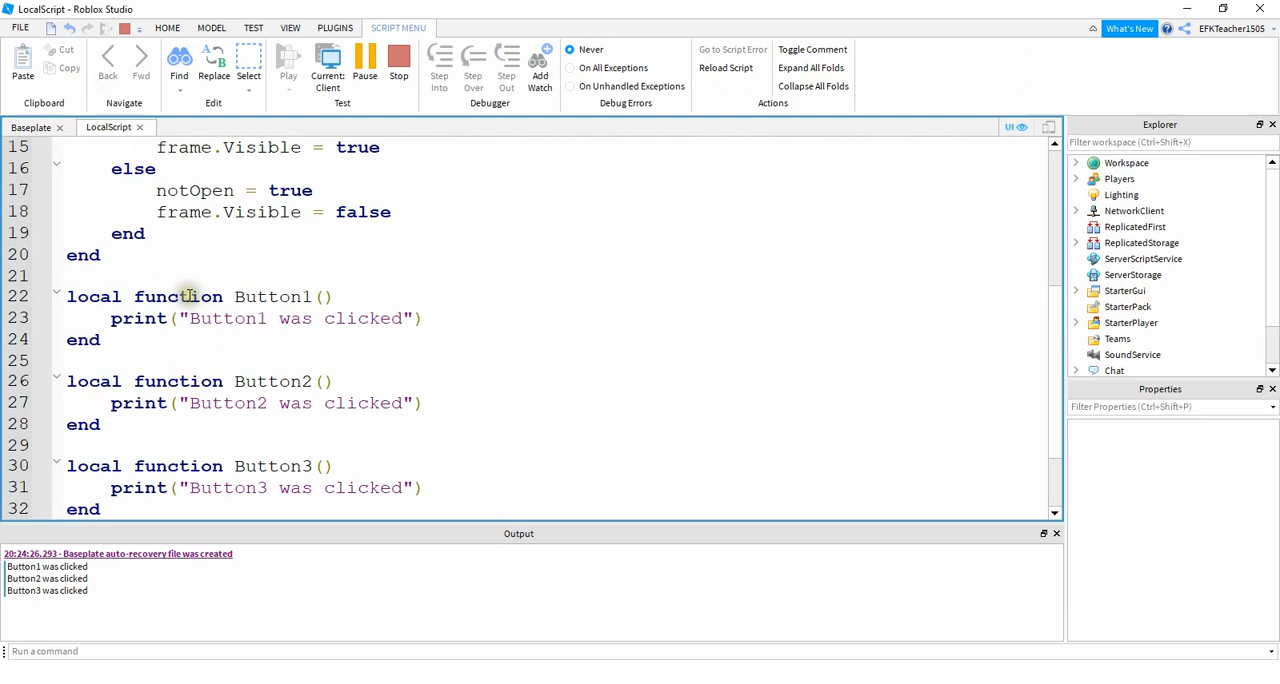 LocalScript - Roblox Studio
FILE HOME MODEL TEST VIEW PLUGINS SCRIPT MENU What's New EFKTeacher1505
Paste Cut Copy Back Fwd Find Replace Select Play Current: Client Pause Stop Step Into Step Over Step Out Add Watch Never On All Exceptions On Unhandled Exceptions Go to Script Error Reload Script Toggle Comment Expand All Folds Collapse All Folds
Clipboard Navigate Edit Test Debugger Debug Errors Actions
Baseplate LocalScript UI
15 frame.Visible = true
16 else
17 notOpen = true
18 frame.Visible = false
19 end
20 end
21
22 local function Button1()
23 print("Button1 was clicked")
24 end
25
26 local function Button2()
27 print("Button2 was clicked")
28 end
29
30 local function Button3()
31 print("Button3 was clicked")
32 end
Explorer
Filter workspace (Ctrl+Shift+X)
Workspace
Players
Lighting
NetworkClient
ReplicatedFirst
ReplicatedStorage
ServerScriptService
ServerStorage
StarterGui
StarterPack
StarterPlayer
Teams
SoundService
Chat
Properties
Filter Properties (Ctrl+Shift+P)
Output
20:24:26.293 - Baseplate auto-recovery file was created
Button1 was clicked
Button2 was clicked
Button3 was clicked
Run a command